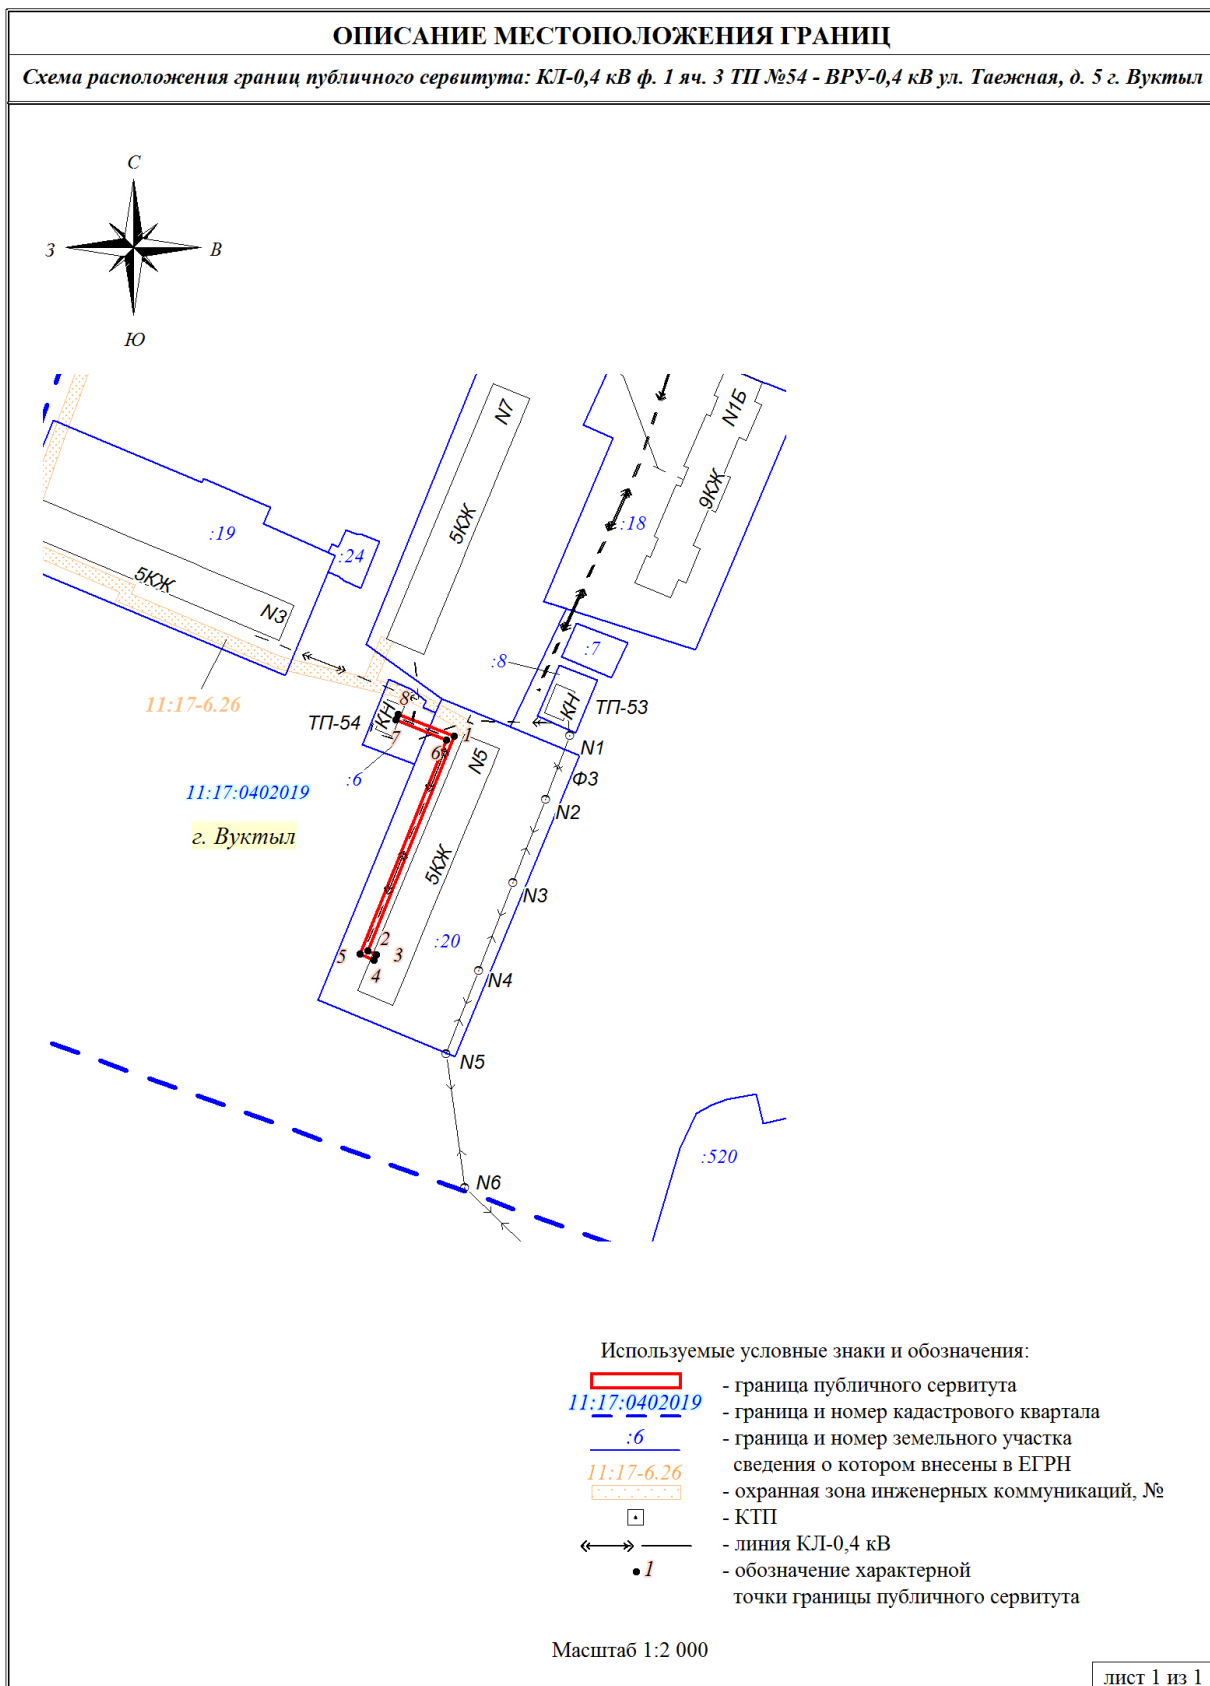 ОПИСАНИЕ МЕСТОПОЛОЖЕНИЯ ГРАНИЦ
Схема расположения границ публичного сервитута: КЛ-0,4 кВ ф. 1 яч. 3 ТП №54 - ВРУ-0,4 кВ ул. Таежная, д. 5 г. Вуктыл
С
З
В
Ю
N7
N1Б
5КЖ
9КЖ
:19
:18
:24
5КЖ
N3
:7
:8
11:17-6.26
8
КН
КН
ТП-53
ТП-54
7
1
N1
6
N5
:6
Ф3
11:17:0402019
N2
г. Вуктыл
5КЖ
N3
:20
2
5
3
4
N4
N5
:520
N6
Используемые условные знаки и обозначения:
- граница публичного сервитута
11:17:0402019
- граница и номер кадастрового квартала
:6
- граница и номер земельного участка
сведения о котором внесены в ЕГРН
11:17-6.26
- охранная зона инженерных коммуникаций, №
- КТП
- линия КЛ-0,4 кВ
1
- обозначение характерной
точки границы публичного сервитута
Масштаб 1:2 000
лист 1 из 1